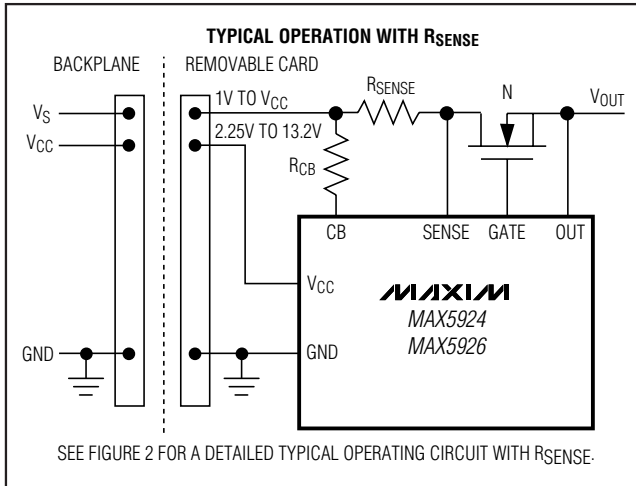 TYPICAL OPERATION WITH RSENSE
BACKPLANE
REMOVABLE CARD
VS
VCC
GND
1V TO VCC
2.25V TO 13.2V
RSENSE
RCB
N
VOUT
CB
SENSE
GATE
OUT
VCC
GND
MAXIM
MAX5924
MAX5926
SEE FIGURE 2 FOR A DETAILED TYPICAL OPERATING CIRCUIT WITH RSENSE.